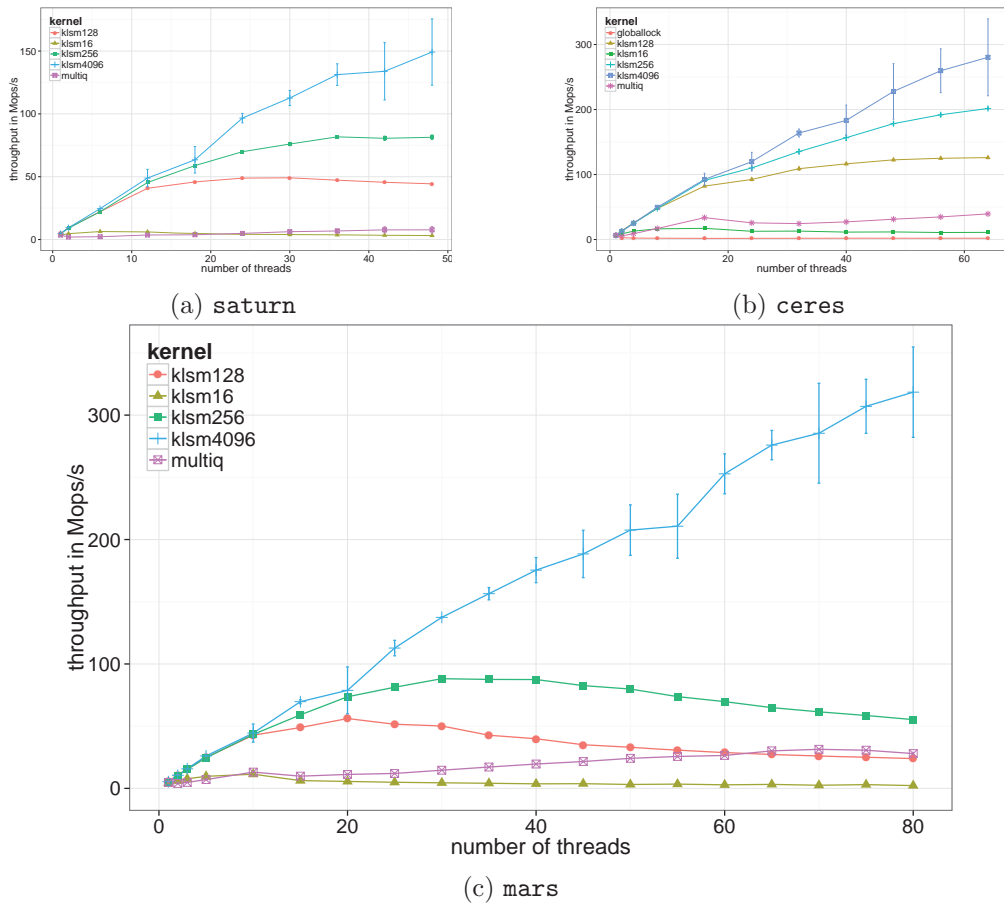 kernel
klsm128
klsm16
klsm256
klsm4096
multiq
throughput in Mops/s
150
100
50
0
0 10 20 30 40 50
number of threads
(a) saturn
kernel
globallock
klsm128
klsm16
klsm256
klsm4096
multiq
throughput in Mops/s
300
200
100
0
0 20 40 60
number of threads
(b) ceres
kernel
klsm128
klsm16
klsm256
klsm4096
multiq
throughput in Mops/s
300
200
100
0
0 20 40 60 80
number of threads
(c) mars